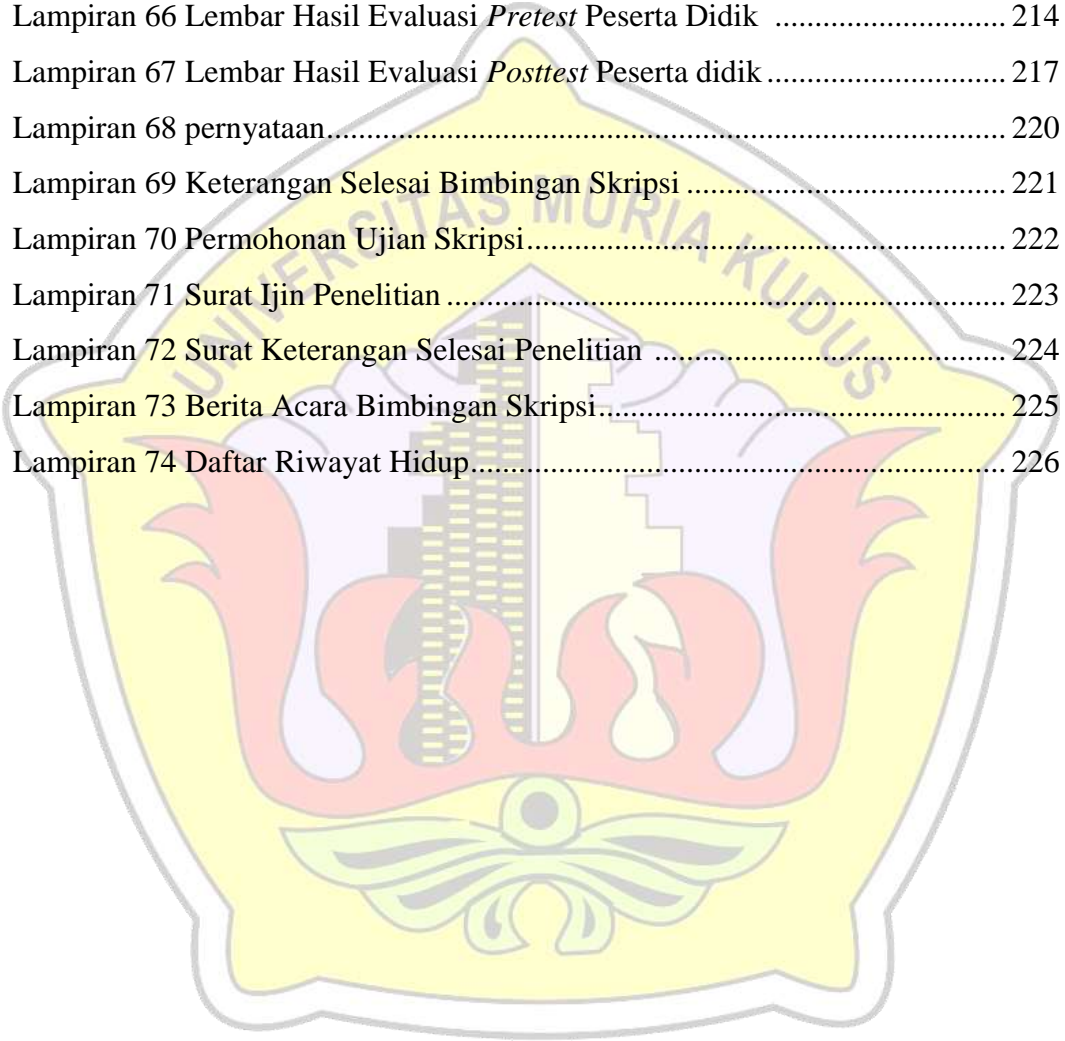 Lampiran 66 Lembar Hasil Evaluasi Pretest Peserta Didik ........................ 214
Lampiran 67 Lembar Hasil Evaluasi Posttest Peserta didik ........................ 217
Lampiran 68 pernyataan........................ 220
Lampiran 69 Keterangan Selesai Bimbingan Skripsi ........................ 221
Lampiran 70 Permohonan Ujian Skripsi........................ 222
Lampiran 71 Surat Ijin Penelitian ........................ 223
Lampiran 72 Surat Keterangan Selesai Penelitian ........................ 224
Lampiran 73 Berita Acara Bimbingan Skripsi........................ 225
Lampiran 74 Daftar Riwayat Hidup........................ 226
UNIVERSITAS MURIA KUDUS